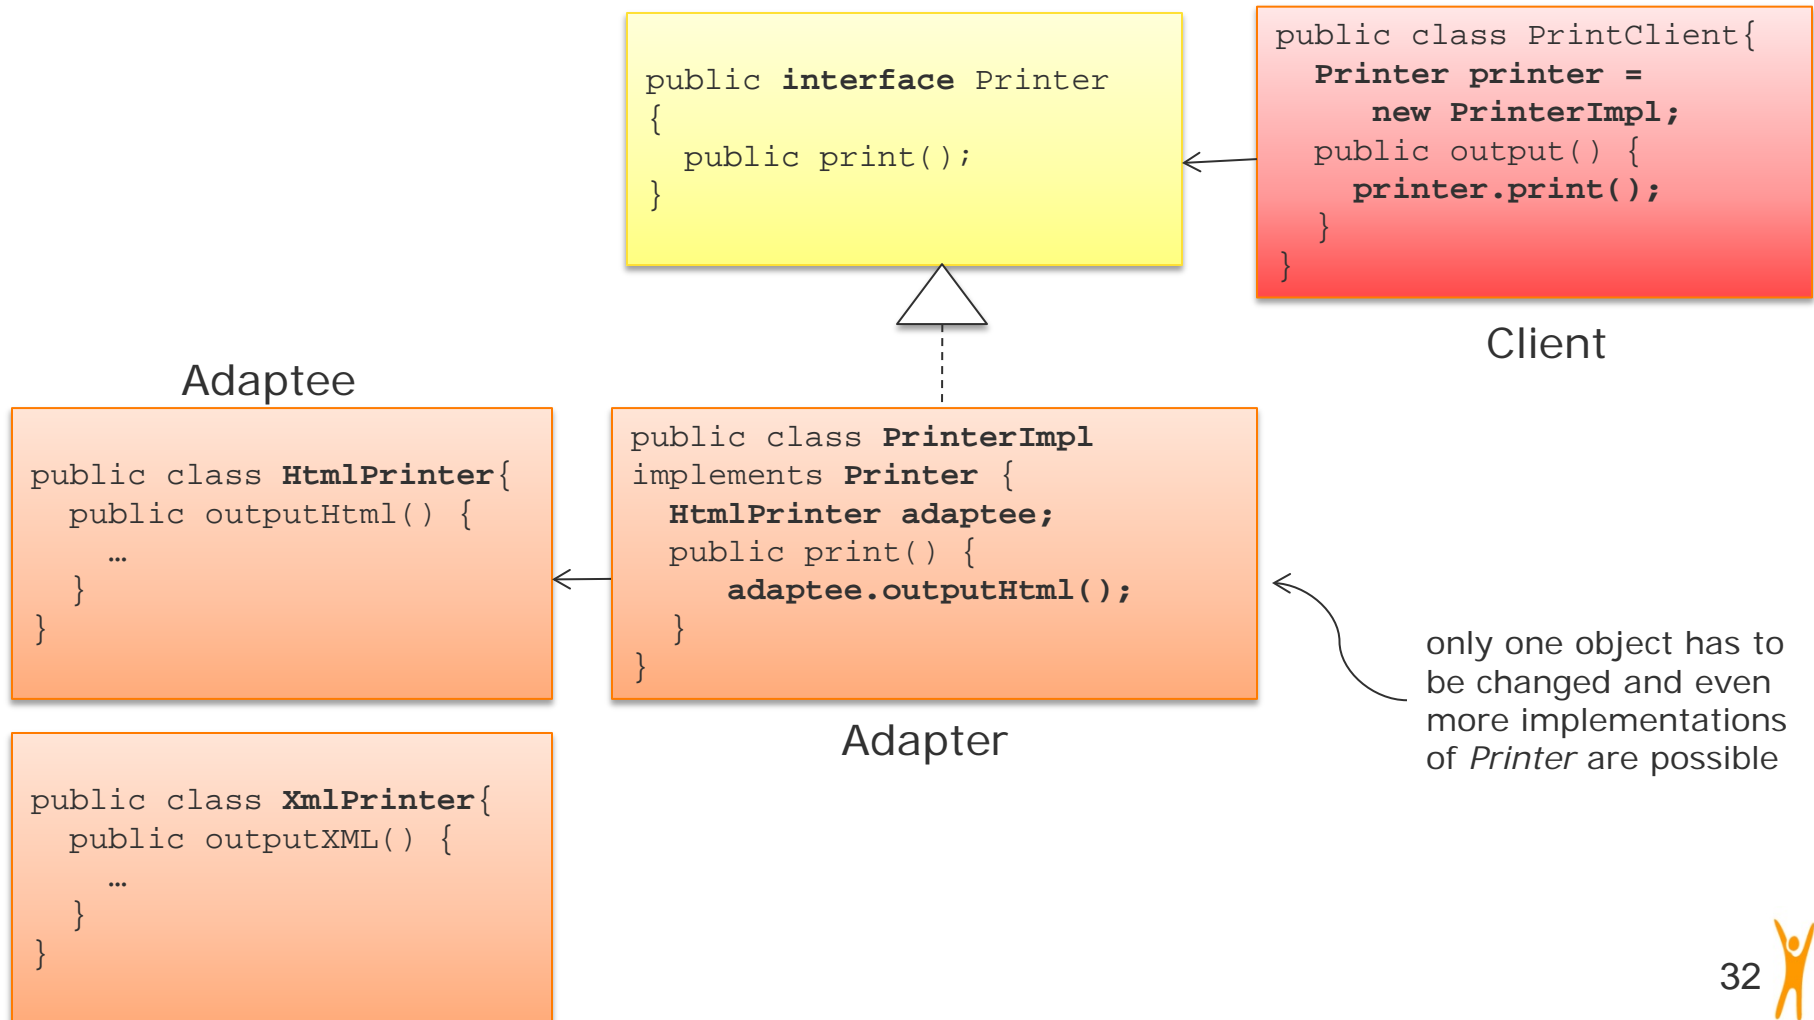 public interface Printer
{
  public print();
}
public class PrintClient{
  Printer printer =
     new PrinterImpl;
  public output() {
    printer.print();
  }
}
Client
Adaptee
public class HtmlPrinter{
  public outputHtml() {
    …
  }
}
public class PrinterImpl
implements Printer {
  HtmlPrinter adaptee;
  public print() {
     adaptee.outputHtml();
  }
}
Adapter
only one object has to
be changed and even
more implementations
of Printer are possible
public class XmlPrinter{
  public outputXML() {
    …
  }
}
32